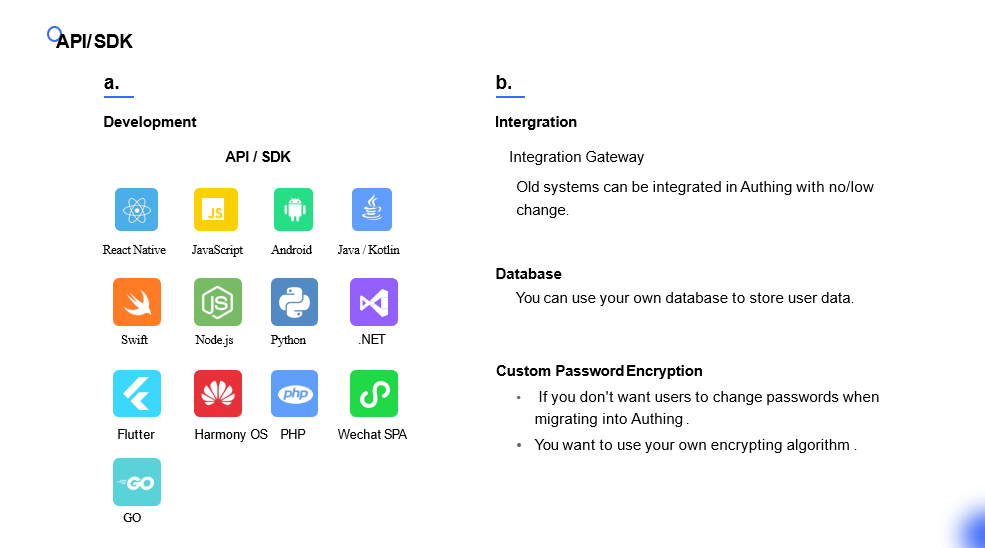 API/SDK
a.
Development
API / SDK
React Native
JavaScript
Android
Java / Kotlin
JS
Swift
Node.js
Python
.NET
JS
Flutter
Harmony OS
PHP
Wechat SPA
php
GO
GO
b.
Intergration
Integration Gateway
Old systems can be integrated in Authing with no/low
change.
Database
You can use your own database to store user data.
Custom Password Encryption
• If you don't want users to change passwords when
migrating into Authing .
• You want to use your own encrypting algorithm .